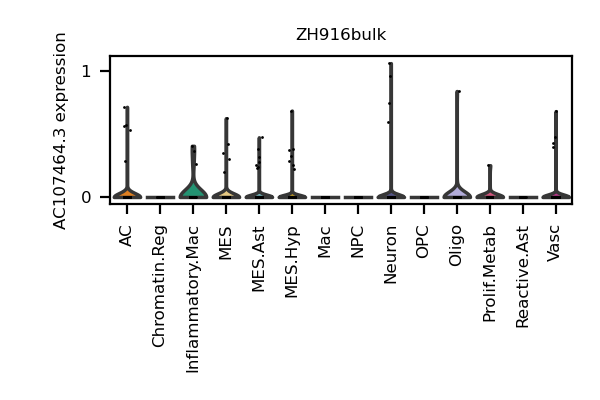 ZH916bulk
AC107464.3 expression
1
0
AC
Chromatin.Reg
Inflammatory.Mac
MES
MES.Ast
MES.Hyp
Mac
NPC
Neuron
OPC
Oligo
Prolif.Metab
Reactive.Ast
Vasc